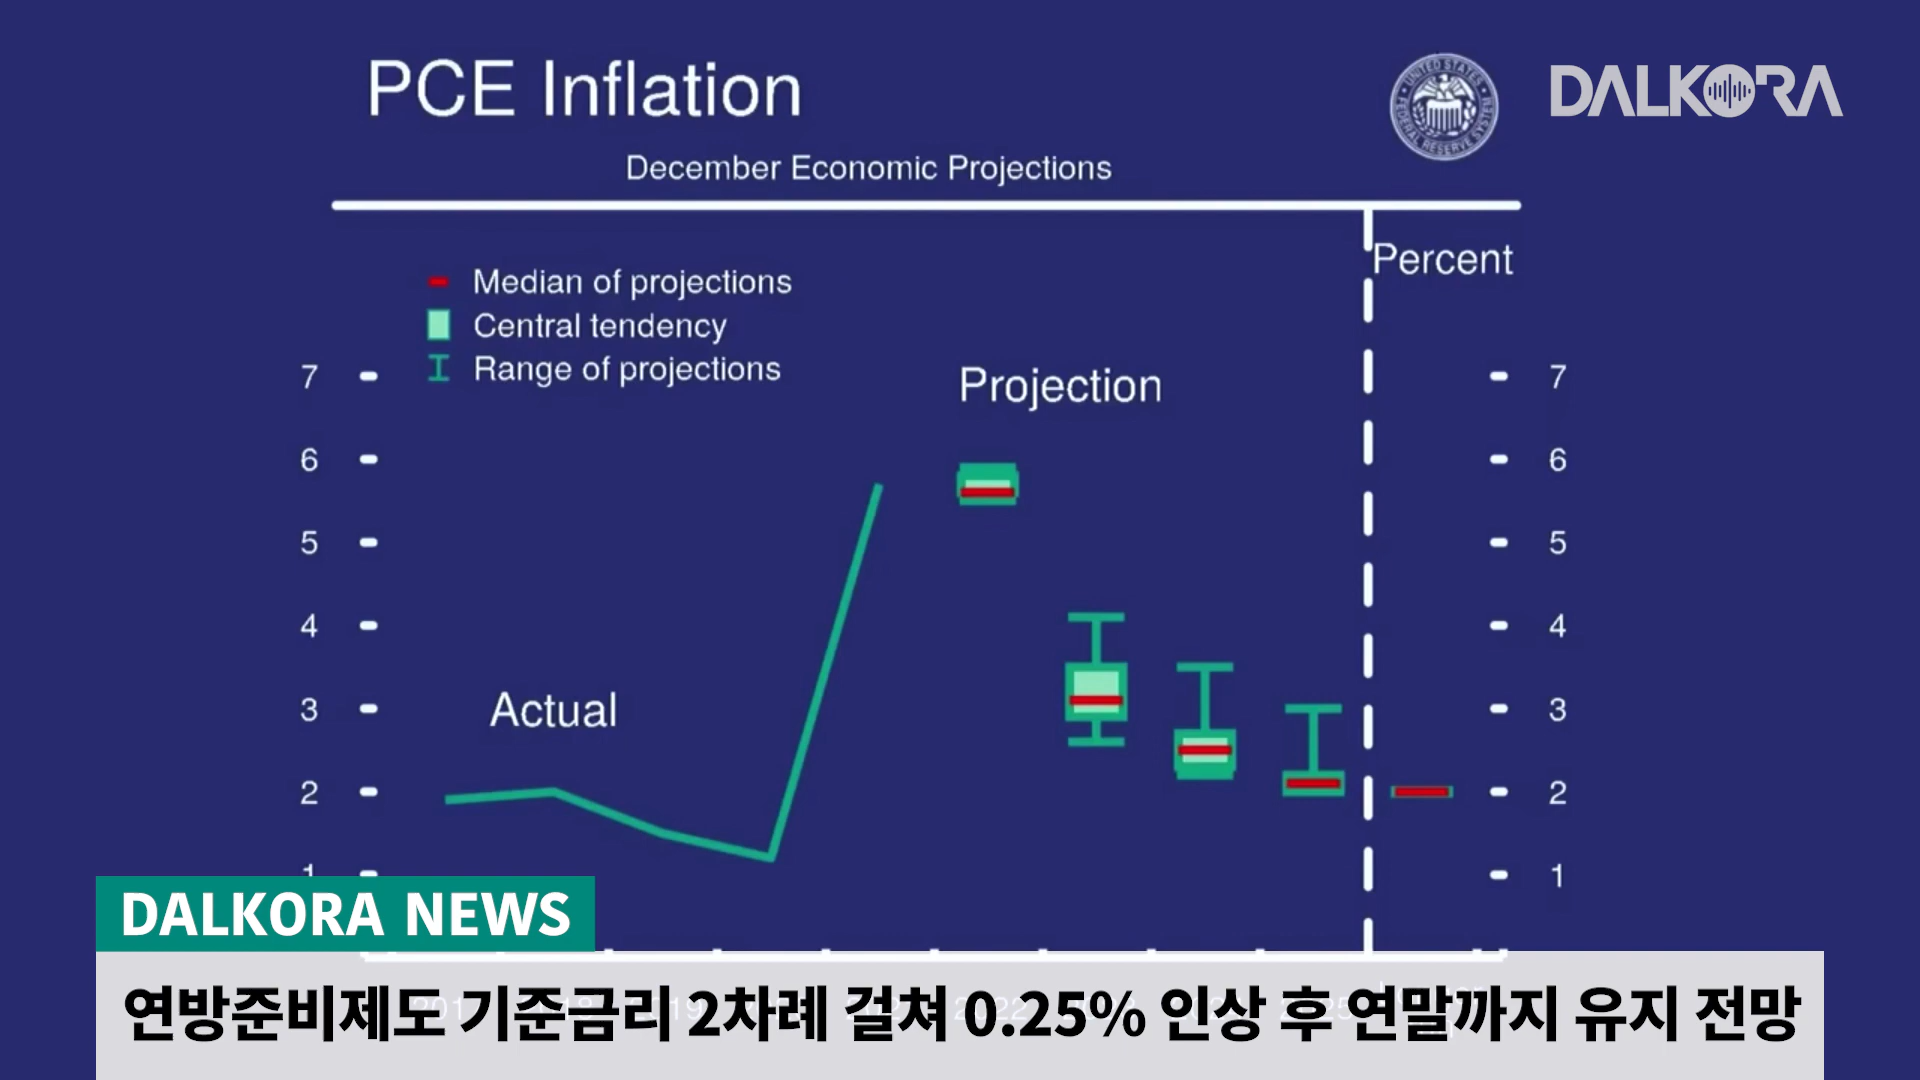 PCE Inflation
DALKORA
December Economic Projections
Percent
Median of projections
Central tendency
Range of projections
Projection
Actual
7
6
5
4
3
2
1
7
6
5
4
3
2
1
DALKORA NEWS
연방준비제도 기준금리 2차례 걸쳐 0.25% 인상 후 연말까지 유지 전망